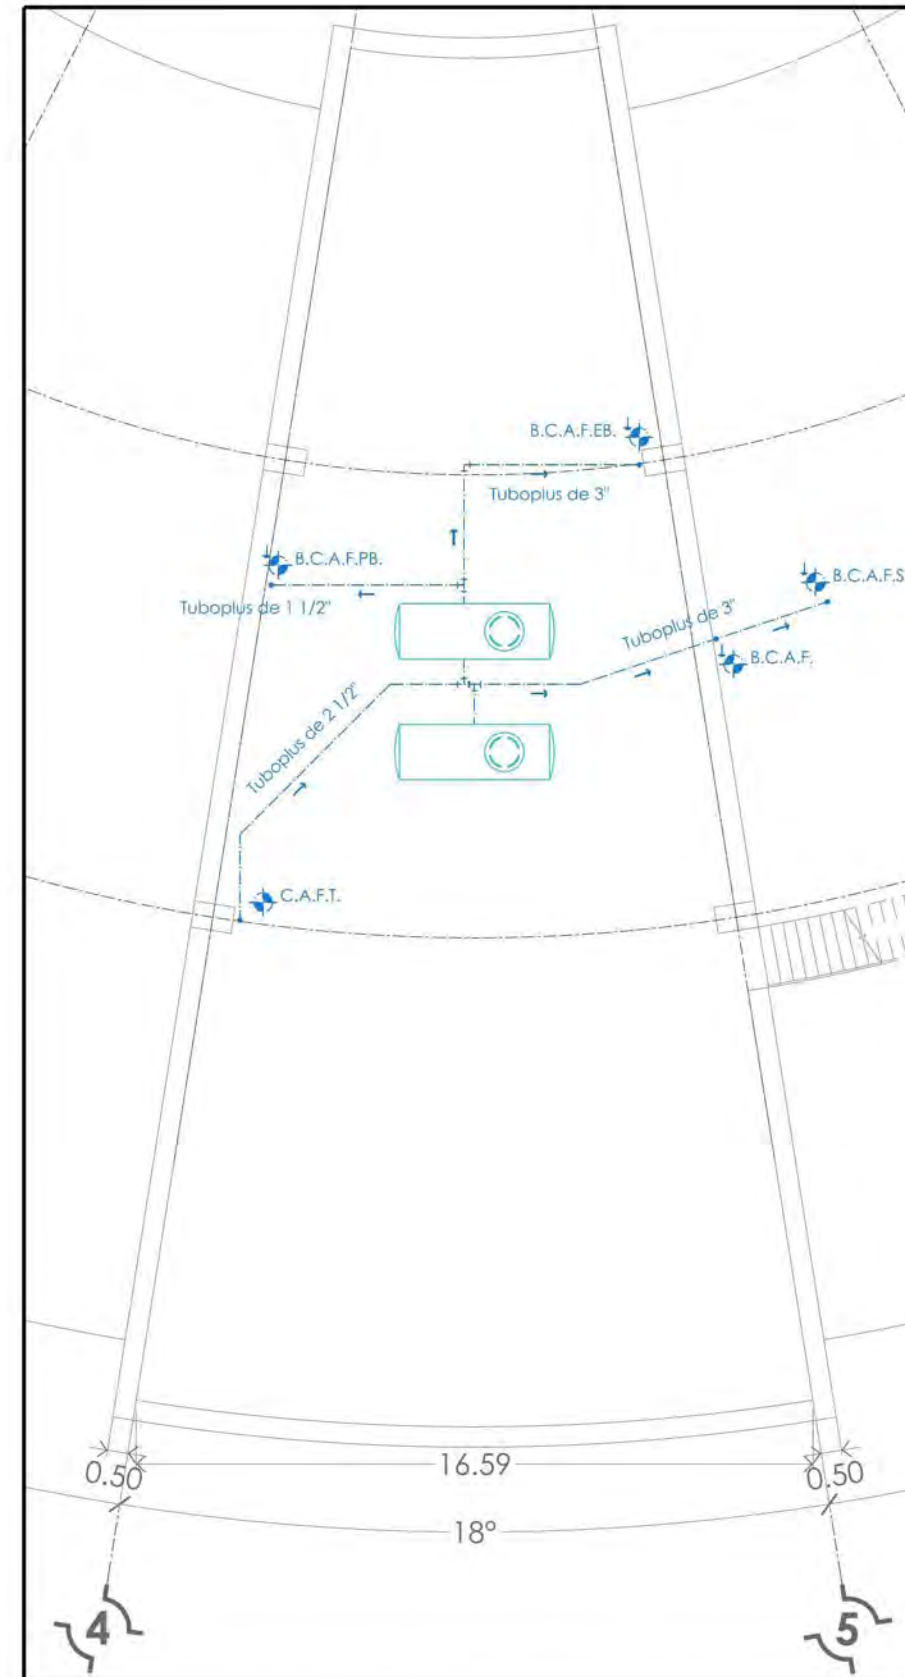 B.C.A.F.EB.
Tuboplus de 3"
B.C.A.F.PB.
B.C.A.F.S
Tuboplus de 1 1/2"
Tuboplus de 3"
B.C.A.F.
Tuboplus de 2 1/2"
C.A.F.T.
0.50
16.59
0.50
18°
4
5